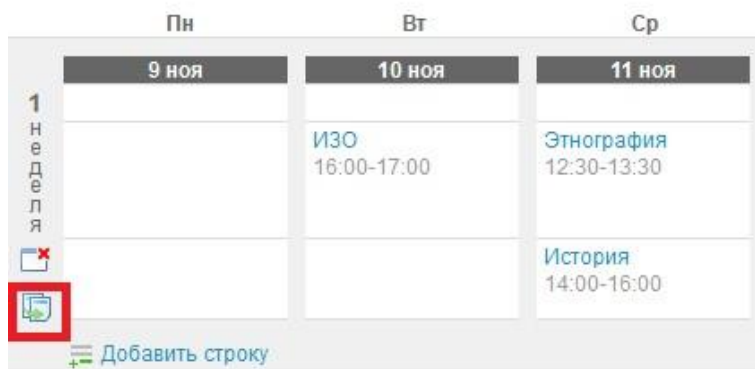 Пн Вт Ср
9 ноя 10 ноя 11 ноя
1
неделя
ИЗО Этнография
16:00-17:00 12:30-13:30
История
14:00-16:00
Добавить строку